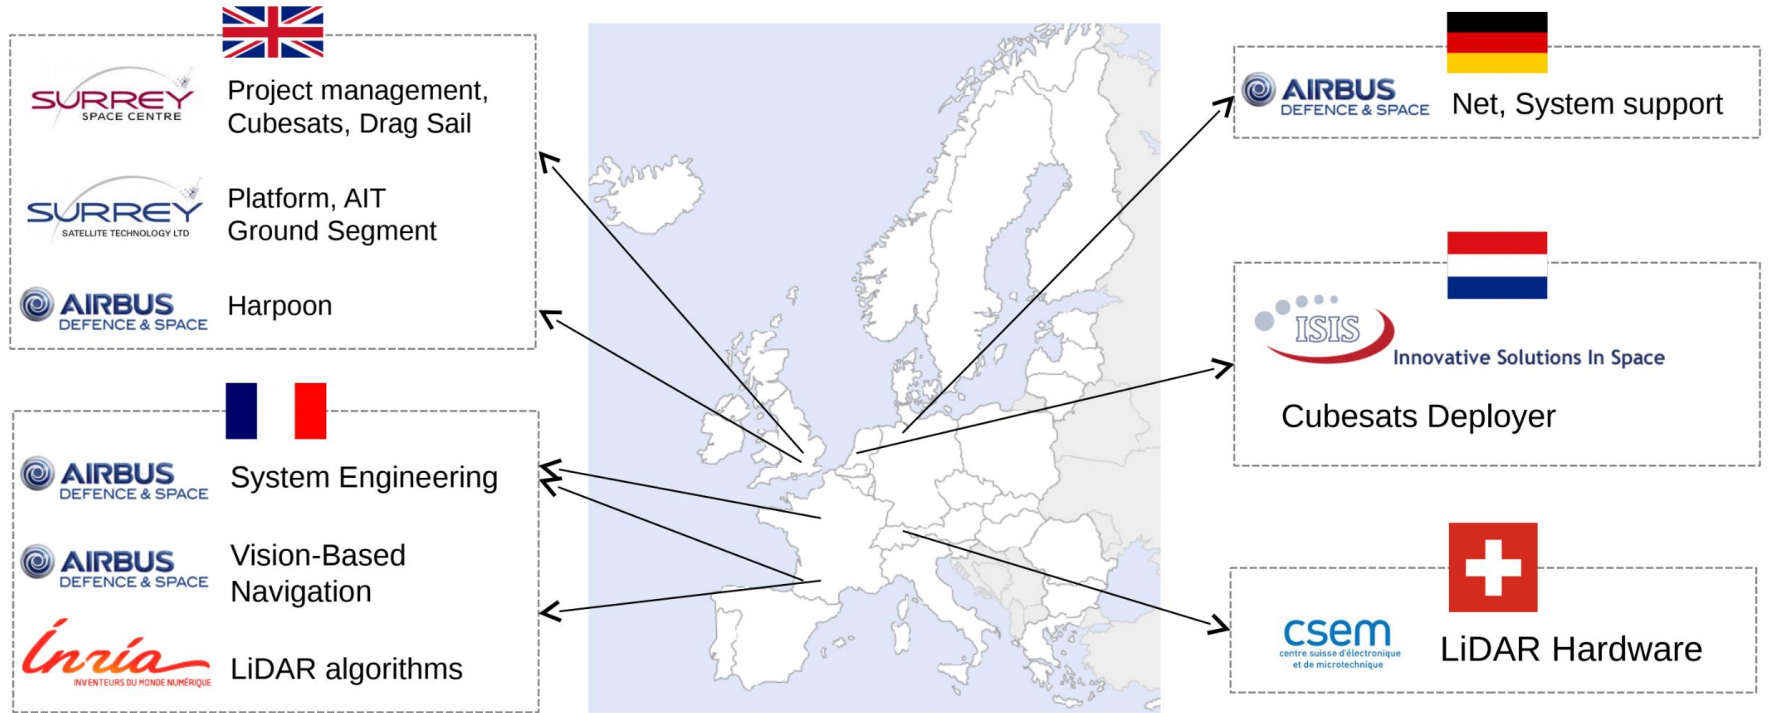 SURREY
SPACE CENTRE
Project management,
Cubesats, Drag Sail
SURREY
SATELLITE TECHNOLOGY LTD
Platform, AIT
Ground Segment
AIRBUS
DEFENCE & SPACE
Harpoon
AIRBUS
DEFENCE & SPACE
System Engineering
AIRBUS
DEFENCE & SPACE
Vision-Based
Navigation
Inría
INVENTEURS DU MONDE NUMÉRIQUE
LiDAR algorithms
AIRBUS
DEFENCE & SPACE
Net, System support
ISIS
Innovative Solutions In Space
Cubesats Deployer
csem
centre suisse d'électronique
et de microtechnique
LiDAR Hardware